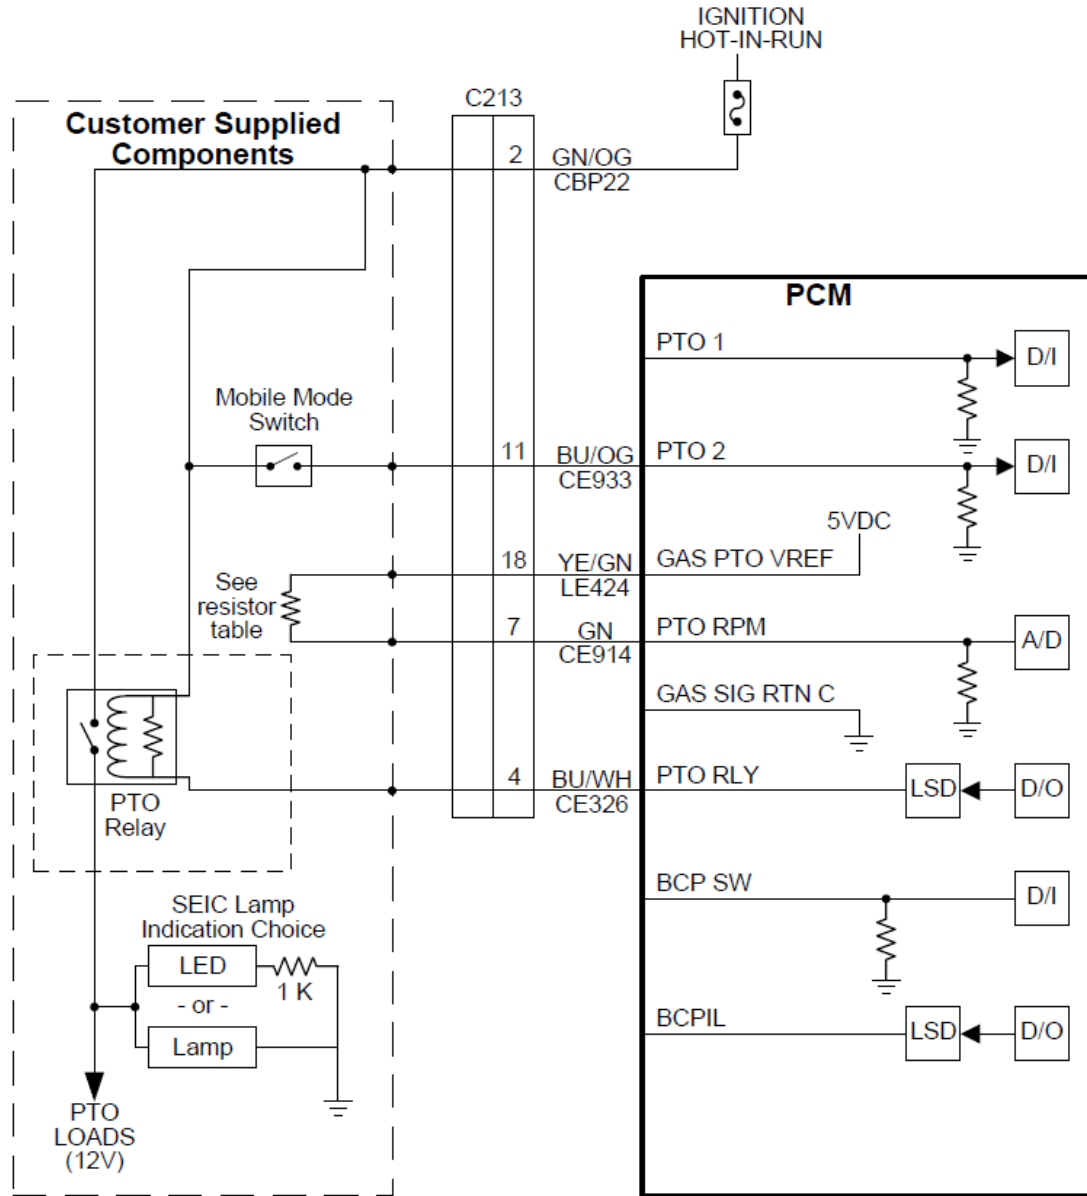 IGNITION
HOT-IN-RUN
C213
Customer Supplied
Components
2
GN/OG
CBP22
PCM
PTO 1
D/I
Mobile Mode
Switch
11
BU/OG
CE933
PTO 2
D/I
5VDC
18
YE/GN
LE424
GAS PTO VREF
See
resistor
table
7
GN
CE914
PTO RPM
A/D
GAS SIG RTN C
PTO
Relay
4
BU/WH
CE326
PTO RLY
LSD
D/O
BCP SW
D/I
SEIC Lamp
Indication Choice
LED
1 K
- or -
Lamp
BCPIL
LSD
D/O
PTO
LOADS
(12V)